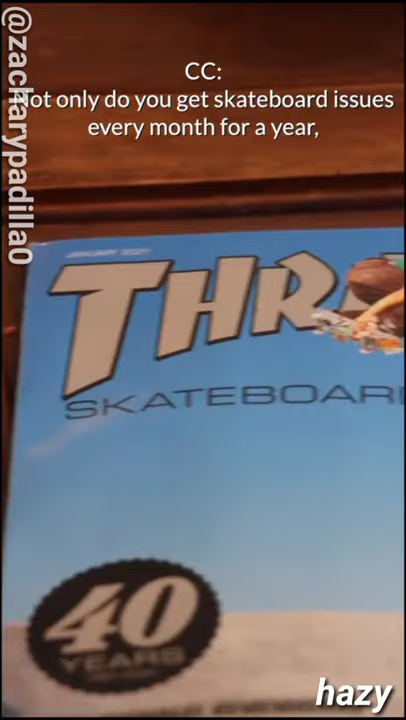 @zacharypadilla0
CC:
Not only do you get skateboard issues
every month for a year,
THR
SKATEBOAR
40
YEARS
hazy